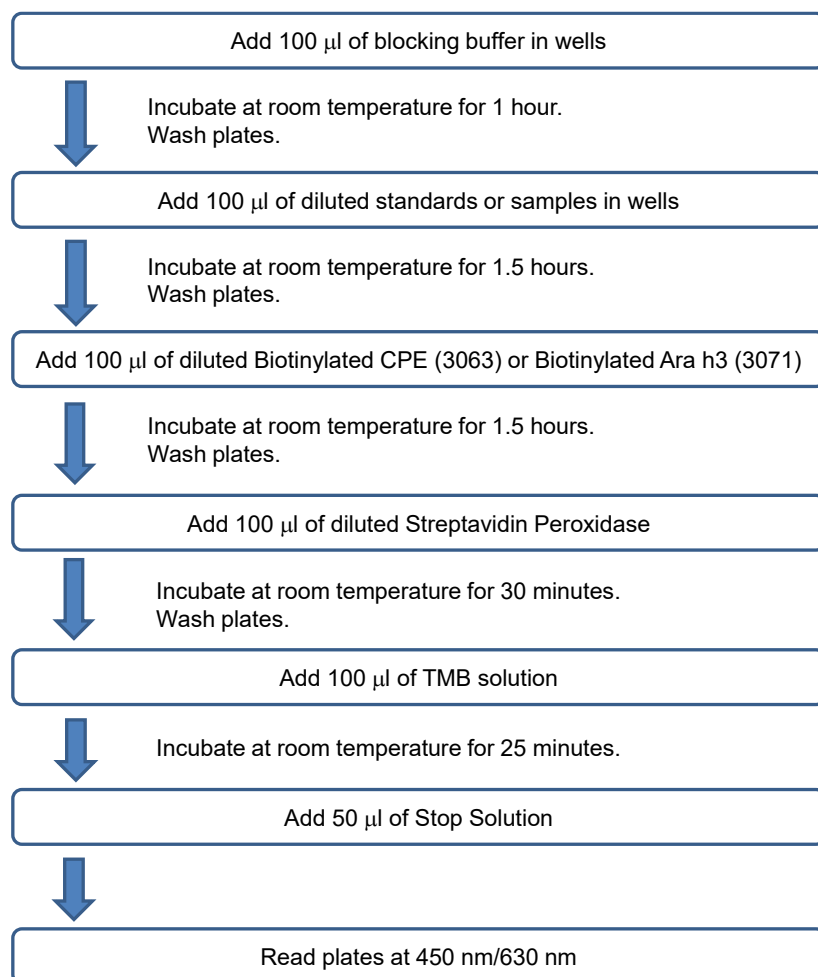 Add 100 μl of blocking buffer in wells
Incubate at room temperature for 1 hour.
Wash plates.
Add 100 μl of diluted standards or samples in wells
Incubate at room temperature for 1.5 hours.
Wash plates.
Add 100 μl of diluted Biotinylated CPE (3063) or Biotinylated Ara h3 (3071)
Incubate at room temperature for 1.5 hours.
Wash plates.
Add 100 μl of diluted Streptavidin Peroxidase
Incubate at room temperature for 30 minutes.
Wash plates.
Add 100 μl of TMB solution
Incubate at room temperature for 25 minutes.
Add 50 μl of Stop Solution
Read plates at 450 nm/630 nm